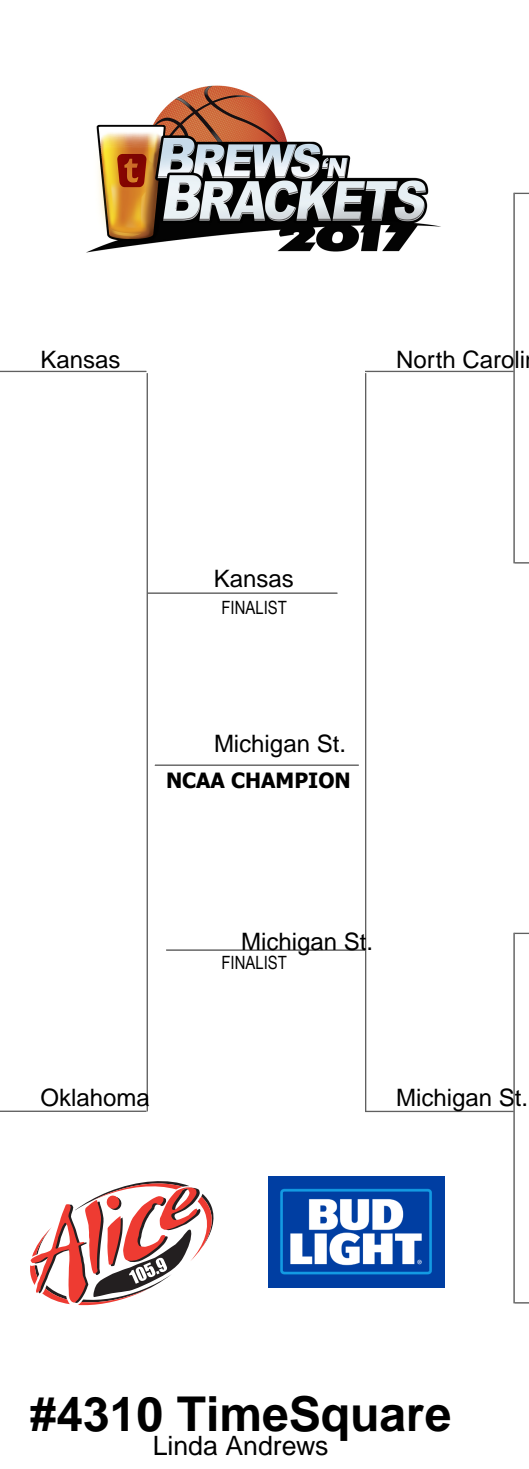 t
BREWS 'N
BRACKETS
2017
Kansas
North Carolin
Kansas
FINALIST
Michigan St.
NCAA CHAMPION
Michigan St.
FINALIST
Oklahoma
Michigan St.
Alice
105.9
BUD
LIGHT
#4310 TimeSquare
Linda Andrews